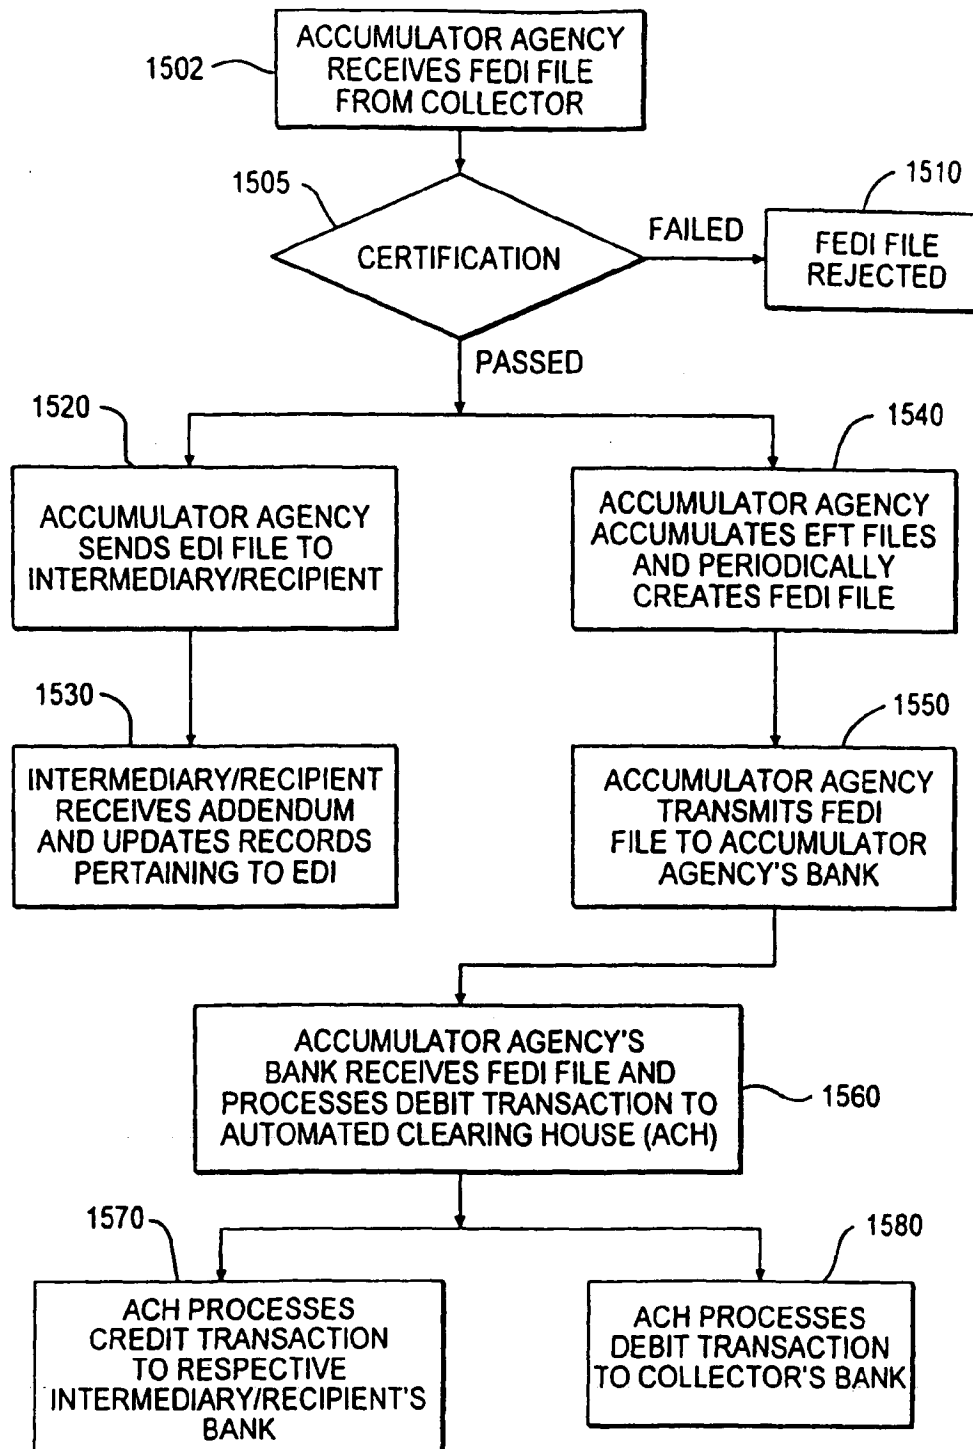 ACCUMULATOR AGENCY
RECEIVES FEDI FILE
FROM COLLECTOR
1502
1505
CERTIFICATION
FAILED
1510
FEDI FILE
REJECTED
PASSED
1520
ACCUMULATOR AGENCY
SENDS EDI FILE TO
INTERMEDIARY/RECIPIENT
1540
ACCUMULATOR AGENCY
ACCUMULATES EFT FILES
AND PERIODICALLY
CREATES FEDI FILE
1530
INTERMEDIARY/RECIPIENT
RECEIVES ADDENDUM
AND UPDATES RECORDS
PERTAINING TO EDI
1550
ACCUMULATOR AGENCY
TRANSMITS FEDI
FILE TO ACCUMULATOR
AGENCY'S BANK
ACCUMULATOR AGENCY'S
BANK RECEIVES FEDI FILE AND
PROCESSES DEBIT TRANSACTION TO
AUTOMATED CLEARING HOUSE (ACH)
1560
1570
ACH PROCESSES
CREDIT TRANSACTION
TO RESPECTIVE
INTERMEDIARY/RECIPIENT'S
BANK
1580
ACH PROCESSES
DEBIT TRANSACTION
TO COLLECTOR'S BANK